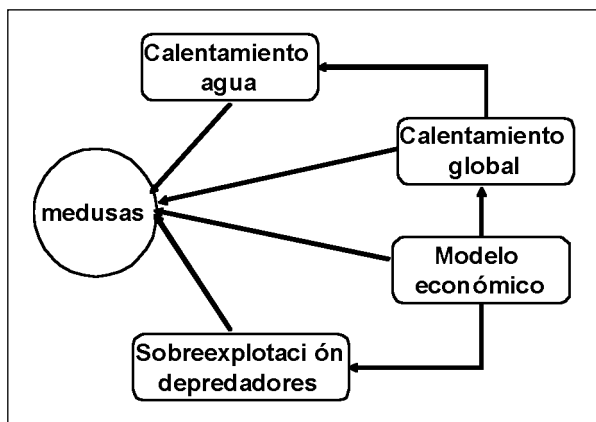 Calentamiento
agua
Calentamiento
global
medusas
Modelo
económico
Sobreexplotaci ón
depredadores